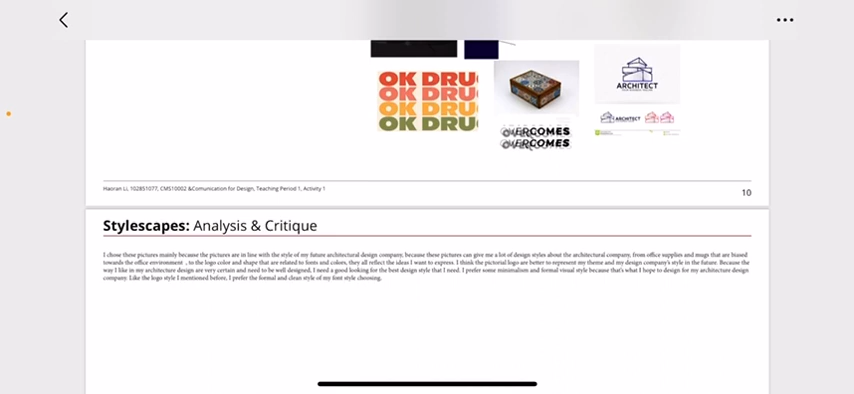 OK DRU
OK DRU
OK DRU
OK DRU
ARCHITECT
ARCHITECT
OVERCOMES
OVERCOMES
Haoran Li, 102851077, CMS10002 &Comunication for Design, Teaching Period 1, Activity 1
10
Stylescapes: Analysis & Critique
I chose these pictures mainly because the pictures are in line with the style of my future architectural design company, because these pictures can give me a lot of design styles about the architectural company, from office supplies and mugs that are biased
towards the office environment , to the logo color and shape that are related to fonts and colors, they all reflect the ideas I want to express. I think the pictorial logo are better to represent my theme and my design company's style in the future. Because the
way I like in my architecture design are very certain and need to be well designed, I need a good looking for the best design style that I need. I prefer some minimalism and formal visual style because that's what I hope to design for my architecture design
company. Like the logo style I mentioned before, I prefer the formal and clean style of my font style choosing.